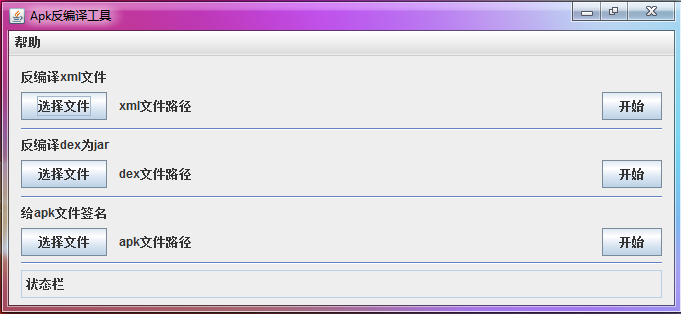 Apk反编译工具
帮助
反编译xml文件
选择文件 xml文件路径 开始
反编译dex为jar
选择文件 dex文件路径 开始
给apk文件签名
选择文件 apk文件路径 开始
状态栏